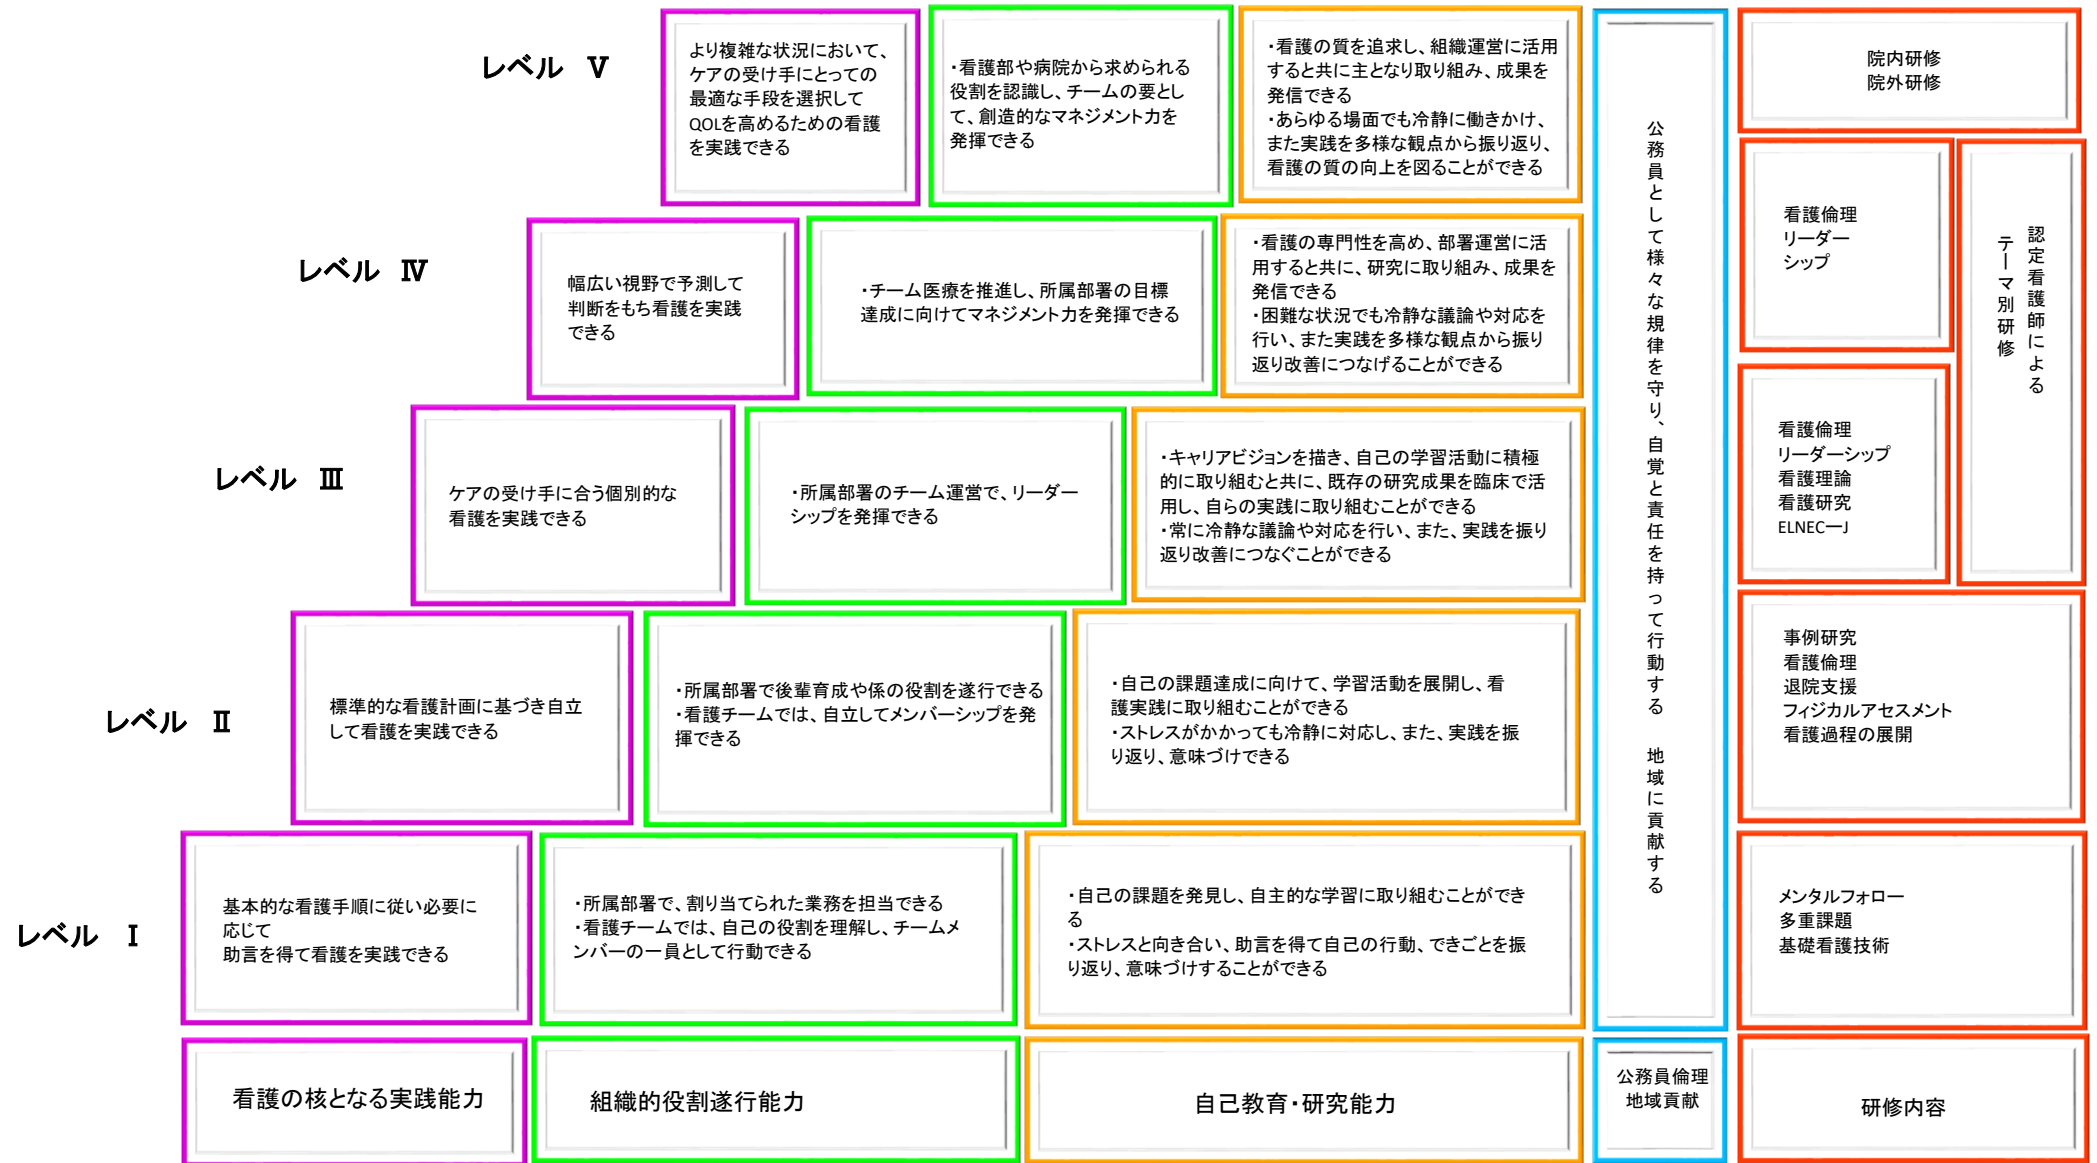 レベル Ⅴ
より複雑な状況において、
ケアの受け手にとっての
最適な手段を選択して
QOLを高めるための看護
を実践できる
・看護部や病院から求められる
役割を認識し、チームの要とし
て、創造的なマネジメント力を
発揮できる
・看護の質を追求し、組織運営に活用
すると共に主となり取り組み、成果を
発信できる
・あらゆる場面でも冷静に働きかけ、
また実践を多様な観点から振り返り、
看護の質の向上を図ることができる
院内研修
院外研修
レベル Ⅳ
幅広い視野で予測して
判断をもち看護を実践
できる
・チーム医療を推進し、所属部署の目標
達成に向けてマネジメント力を発揮できる
・看護の専門性を高め、部署運営に活
用すると共に、研究に取り組み、成果を
発信できる
・困難な状況でも冷静な議論や対応を
行い、また実践を多様な観点から振り
返り改善につなげることができる
看護倫理
リーダー
シップ
認定看護師による
テーマ別研修
レベル Ⅲ
ケアの受け手に合う個別的な
看護を実践できる
・所属部署のチーム運営で、リーダー
シップを発揮できる
・キャリアビジョンを描き、自己の学習活動に積極
的に取り組むと共に、既存の研究成果を臨床で活
用し、自らの実践に取り組むことができる
・常に冷静な議論や対応を行い、また、実践を振り
返り改善につなぐことができる
看護倫理
リーダーシップ
看護理論
看護研究
ELNECーJ
レベル Ⅱ
標準的な看護計画に基づき自立
して看護を実践できる
・所属部署で後輩育成や係の役割を遂行できる
・看護チームでは、自立してメンバーシップを発
揮できる
・自己の課題達成に向けて、学習活動を展開し、看
護実践に取り組むことができる
・ストレスがかかっても冷静に対応し、また、実践を振
り返り、意味づけできる
事例研究
看護倫理
退院支援
フィジカルアセスメント
看護過程の展開
レベル Ⅰ
基本的な看護手順に従い必要に
応じて
助言を得て看護を実践できる
・所属部署で、割り当てられた業務を担当できる
・看護チームでは、自己の役割を理解し、チームメ
ンバーの一員として行動できる
・自己の課題を発見し、自主的な学習に取り組むことができ
る
・ストレスと向き合い、助言を得て自己の行動、できごとを振
り返り、意味づけすることができる
公務員として様々な規律を守り、自覚と責任を持って行動する 地域に貢献する
メンタルフォロー
多重課題
基礎看護技術
看護の核となる実践能力
組織的役割遂行能力
自己教育・研究能力
公務員倫理
地域貢献
研修内容